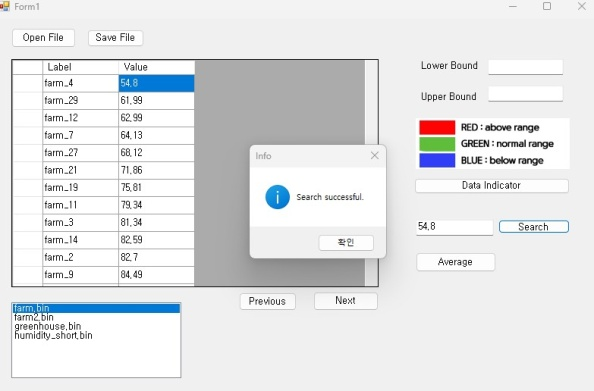 Form1
Open File Save File
Label Value
farm_4 54,8
farm_29 61,99
farm_12 62,99
farm_7 64,13
farm_27 68,12
farm_21 71,86
farm_19 75,81
farm_11 79,34
farm_3 81,34
farm_14 82,59
farm_2 82,7
farm_9 84,49
Info
Search successful.
확인
Lower Bound
Upper Bound
RED : above range
GREEN : normal range
BLUE : below range
Data Indicator
54,8 Search
Average
Previous Next
farm,bin
farm2,bin
greenhouse,bin
humidity_short,bin